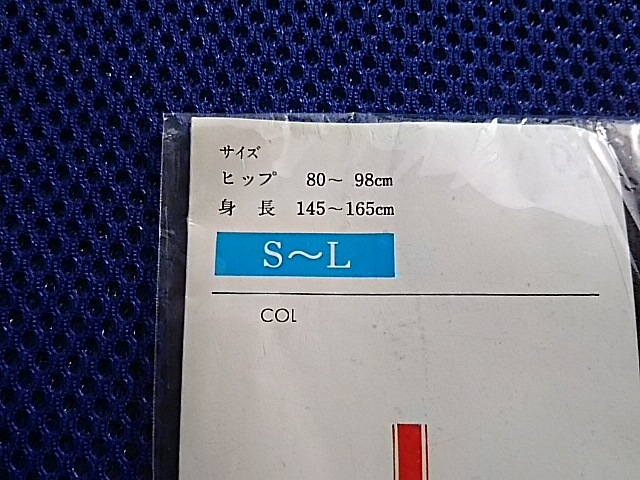 サイズ
ヒップ 80～ 98cm
身 長 145～165cm
S～L
COL